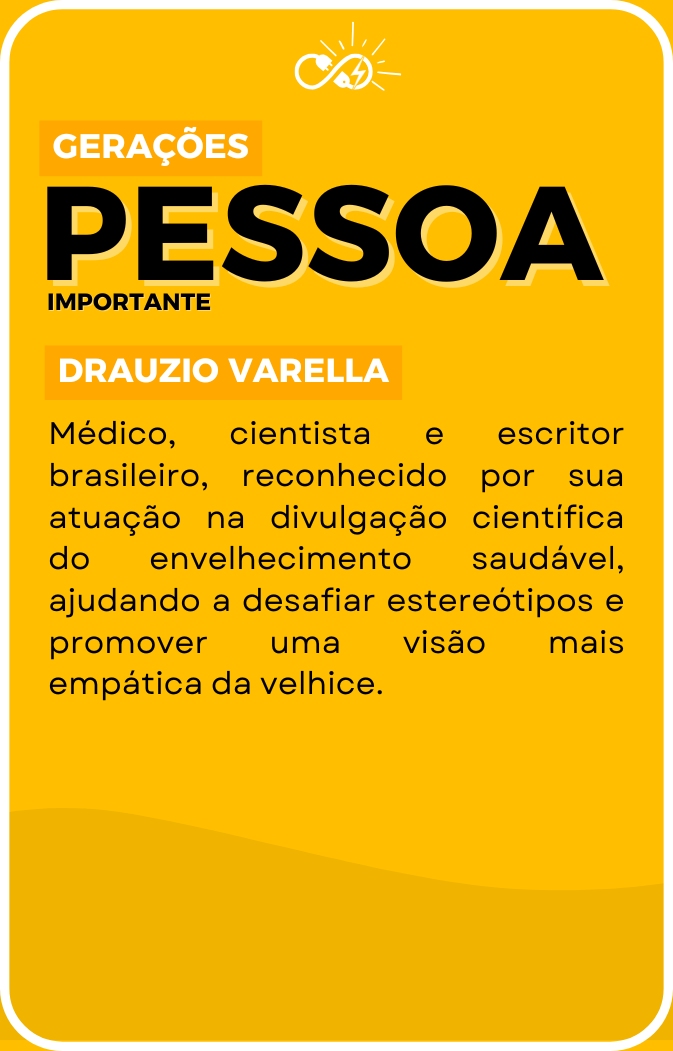 GERAÇÕES
PESSOA
IMPORTANTE
DRAUZIO VARELLA
Médico, cientista e escritor
brasileiro, reconhecido por sua
atuação na divulgação científica
do envelhecimento saudável,
ajudando a desafiar estereótipos e
promover uma visão mais
empática da velhice.